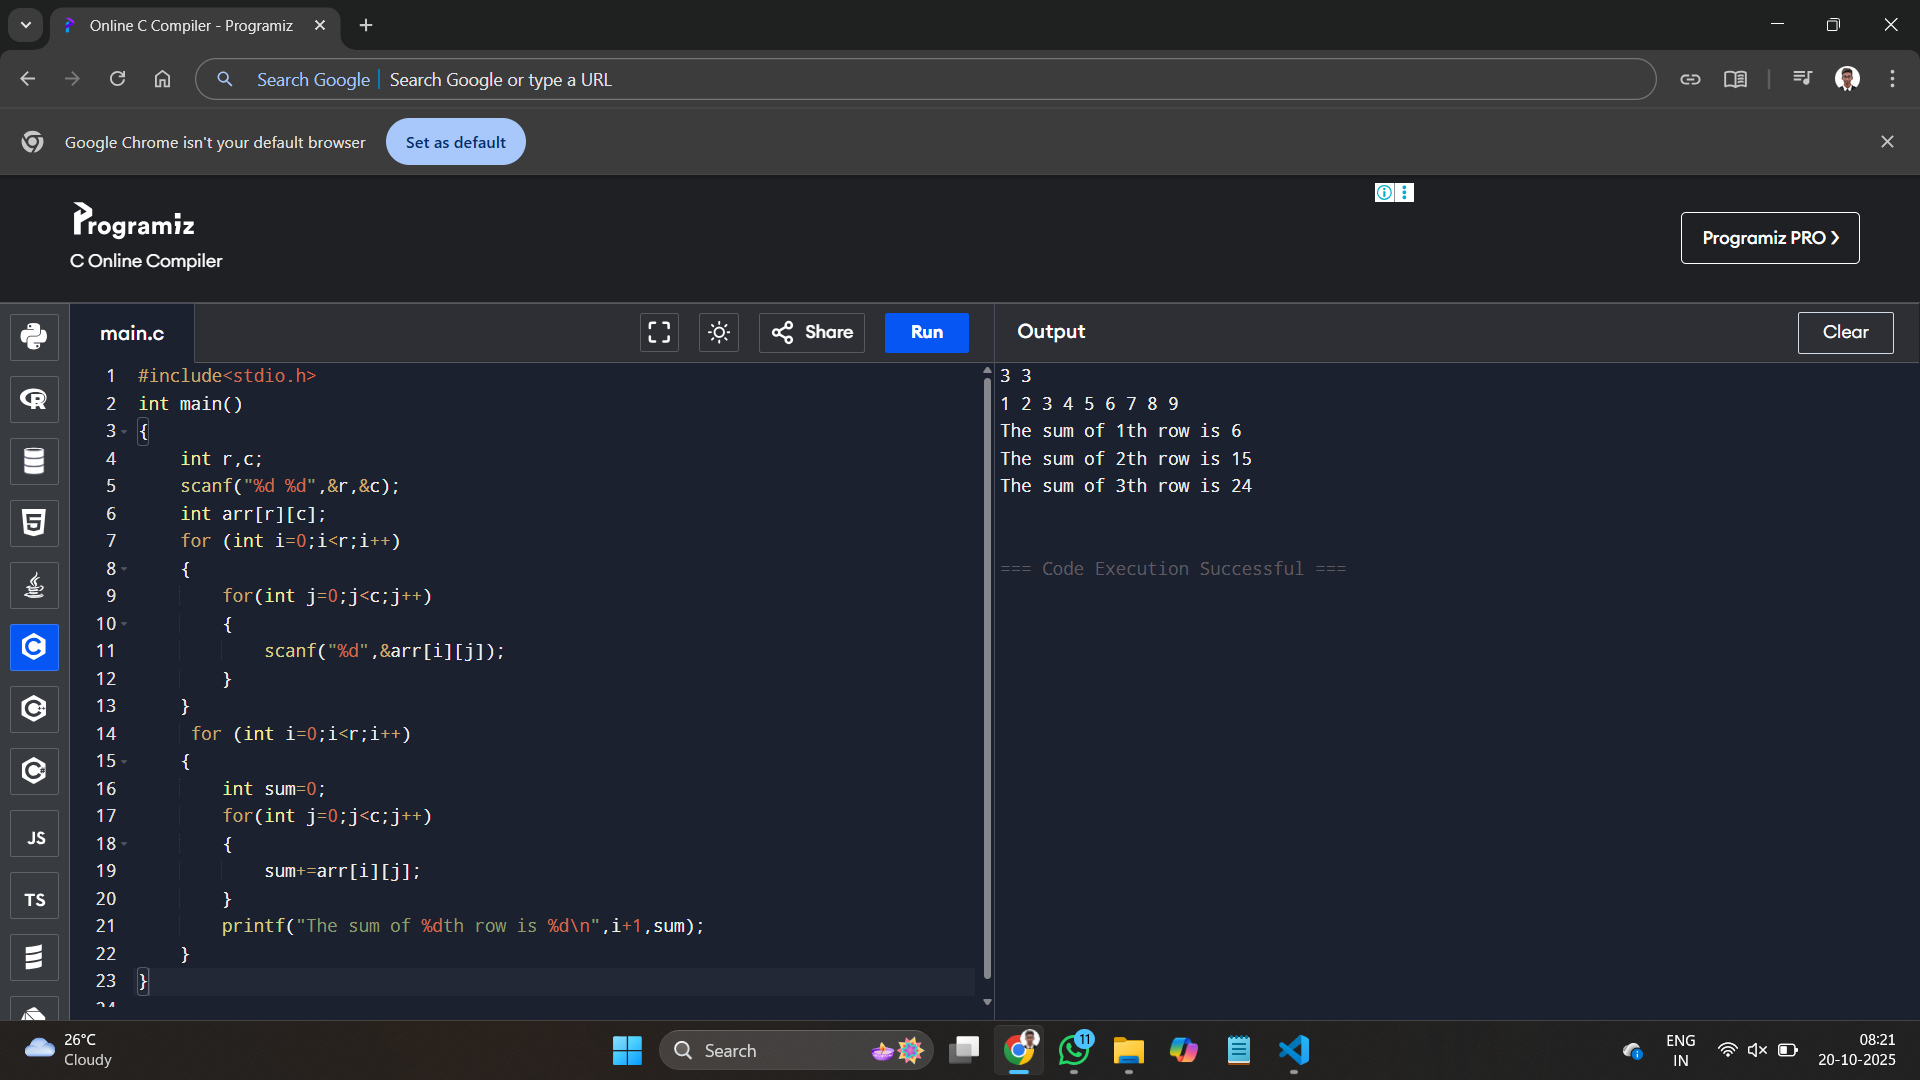 Online C Compiler - Programiz
Search Google
Search Google or type a URL
Google Chrome isn't your default browser
Set as default
Programiz
C Online Compiler
Programiz PRO
main.c
Share
Run
Output
Clear
1 #include<stdio.h>
2 int main()
3 {
4     int r,c;
5     scanf("%d %d",&r,&c);
6     int arr[r][c];
7     for (int i=0;i<r;i++)
8     {
9         for(int j=0;j<c;j++)
10         {
11             scanf("%d",&arr[i][j]);
12         }
13     }
14      for (int i=0;i<r;i++)
15     {
16         int sum=0;
17         for(int j=0;j<c;j++)
18         {
19             sum+=arr[i][j];
20         }
21         printf("The sum of %dth row is %d\n",i+1,sum);
22     }
23 }
24
3 3
1 2 3 4 5 6 7 8 9
The sum of 1th row is 6
The sum of 2th row is 15
The sum of 3th row is 24
=== Code Execution Successful ===
R
5
C
C++
C#
JS
TS
26°C
Cloudy
Search
11
ENG
IN
08:21
20-10-2025